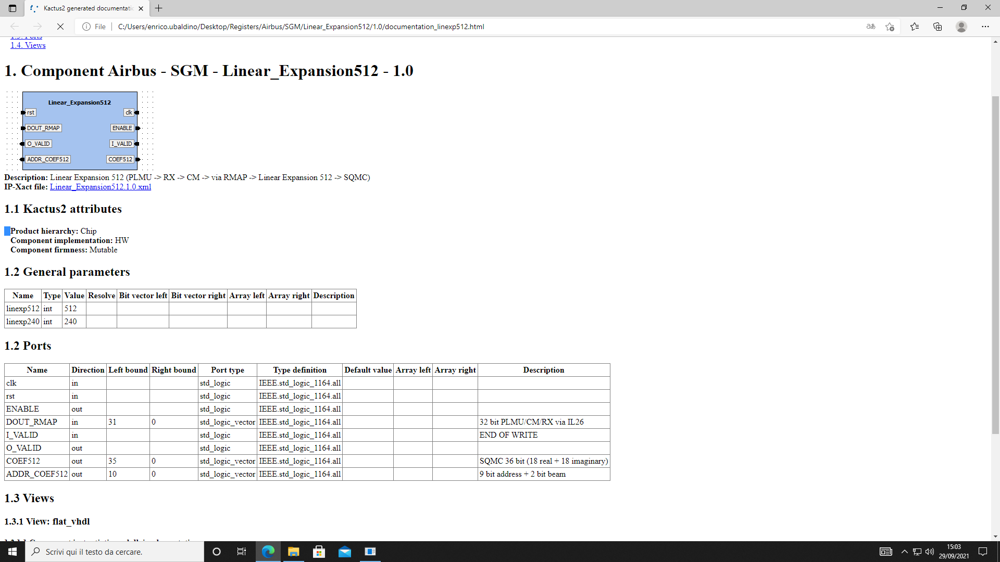 Kactus2 generated documentati
File
C:/Users/enrico.ubaldino/Desktop/Registers/Airbus/SGM/Linear_Expansion512/1.0/documentation_linexp512.html
1.3. Ports
1.4. Views
1. Component Airbus - SGM - Linear_Expansion512 - 1.0
Linear_Expansion512
rst clk
DOUT_RMAP ENABLE
O_VALID I_VALID
ADDR_COEF512 COEF512
Description: Linear Expansion 512 (PLMU -> RX -> CM -> via RMAP -> Linear Expansion 512 -> SQMC)
IP-Xact file: Linear_Expansion512.1.0.xml
1.1 Kactus2 attributes
Product hierarchy: Chip
Component implementation: HW
Component firmness: Mutable
1.2 General parameters
Name Type Value Resolve Bit vector left Bit vector right Array left Array right Description
linexp512 int 512
linexp240 int 240
1.2 Ports
Name Direction Left bound Right bound Port type Type definition Default value Array left Array right Description
clk in std_logic IEEE.std_logic_1164.all
rst in std_logic IEEE.std_logic_1164.all
ENABLE out std_logic IEEE.std_logic_1164.all
DOUT_RMAP in 31 0 std_logic_vector IEEE.std_logic_1164.all 32 bit PLMU/CM/RX via IL26
I_VALID in std_logic IEEE.std_logic_1164.all END OF WRITE
O_VALID out std_logic IEEE.std_logic_1164.all
COEF512 out 35 0 std_logic_vector IEEE.std_logic_1164.all SQMC 36 bit (18 real + 18 imaginary)
ADDR_COEF512 out 10 0 std_logic_vector IEEE.std_logic_1164.all 9 bit address + 2 bit beam
1.3 Views
1.3.1 View: flat_vhdl
Scrivi qui il testo da cercare.
15:03
29/09/2021